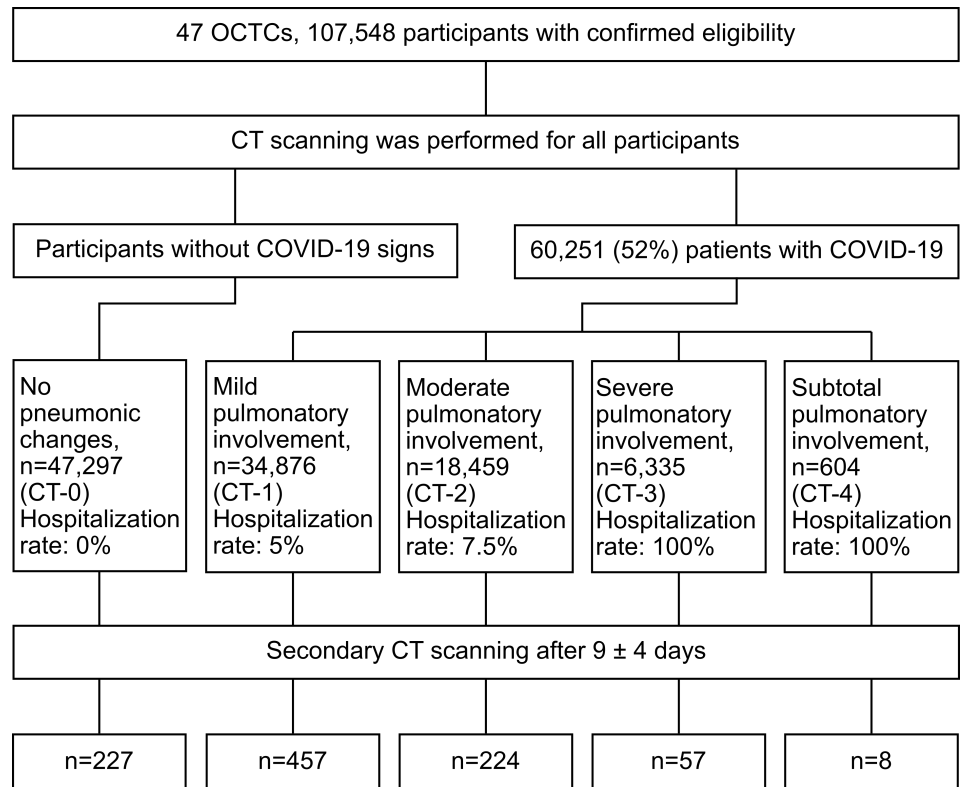 47 OCTCs, 107,548 participants with confirmed eligibility
CT scanning was performed for all participants
Participants without COVID-19 signs
60,251 (52%) patients with COVID-19
No
pneumonic
changes,
n=47,297
(CT-0)
Hospitalization
rate: 0%
Mild
pulmonatory
involvement,
n=34,876
(CT-1)
Hospitalization
rate: 5%
Moderate
pulmonatory
involvement,
n=18,459
(CT-2)
Hospitalization
rate: 7.5%
Severe
pulmonatory
involvement,
n=6,335
(CT-3)
Hospitalization
rate: 100%
Subtotal
pulmonatory
involvement,
n=604
(CT-4)
Hospitalization
rate: 100%
Secondary CT scanning after 9 ± 4 days
n=227
n=457
n=224
n=57
n=8